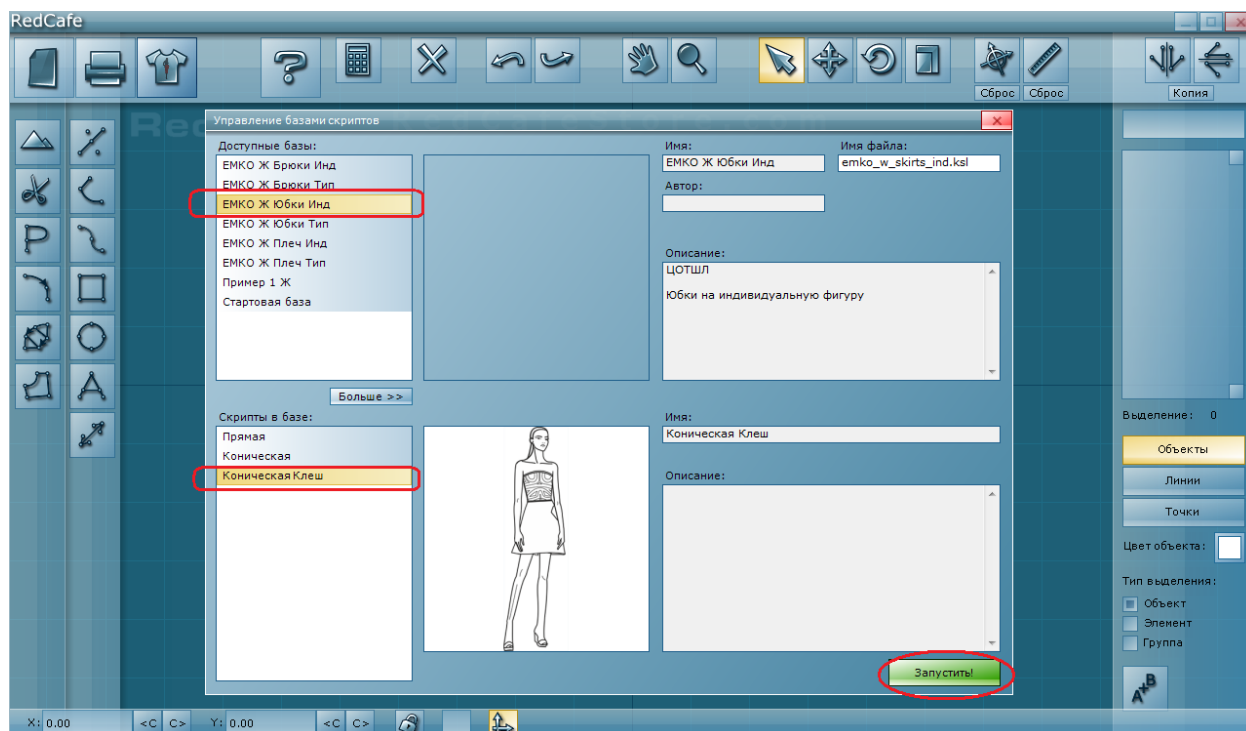 RedCafe
Сброс Сброс
Копия
Управление базами скриптов
Доступные базы:
ЕМКО Ж Брюки Инд
ЕМКО Ж Брюки Тип
ЕМКО Ж Юбки Инд
ЕМКО Ж Юбки Тип
ЕМКО Ж Плеч Инд
ЕМКО Ж Плеч Тип
Пример 1 Ж
Стартовая база
Больше >>
Имя:
ЕМКО Ж Юбки Инд
Имя файла:
emko_w_skirts_ind.ksl
Автор:
Описание:
ЦОТШЛ
Юбки на индивидуальную фигуру
Скрипты в базе:
Прямая
Коническая
Коническая Клеш
Имя:
Коническая Клеш
Описание:
Запустить!
Выделение: 0
Объекты
Линии
Точки
Цвет объекта:
Тип выделения:
Объект
Элемент
Группа
A+B
X: 0.00 <C C> Y: 0.00 <C C>